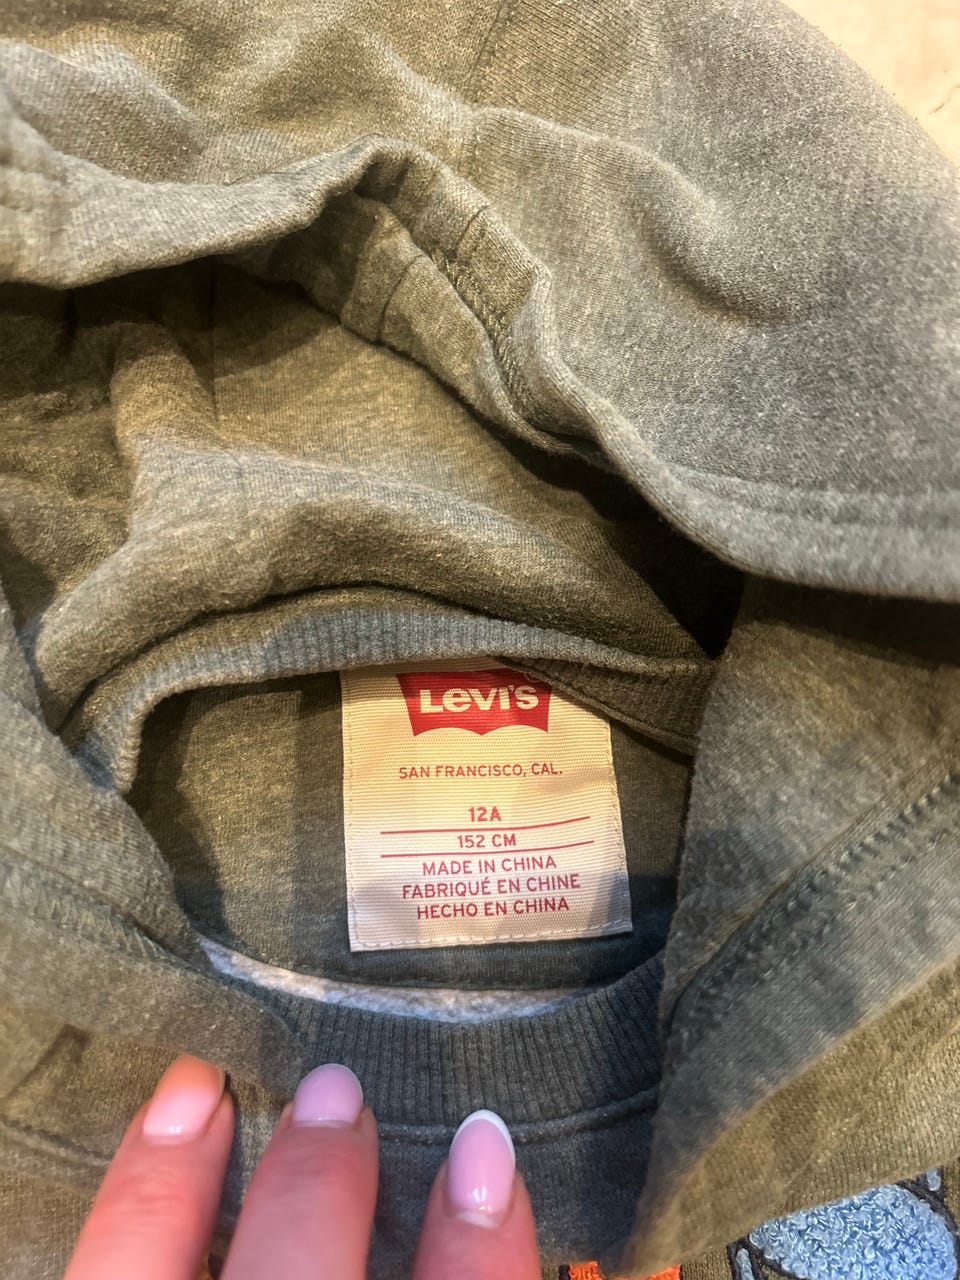 Levi's
SAN FRANCISCO, CAL.
12A
152 CM
MADE IN CHINA
FABRIQUÉ EN CHINE
HECHO EN CHINA